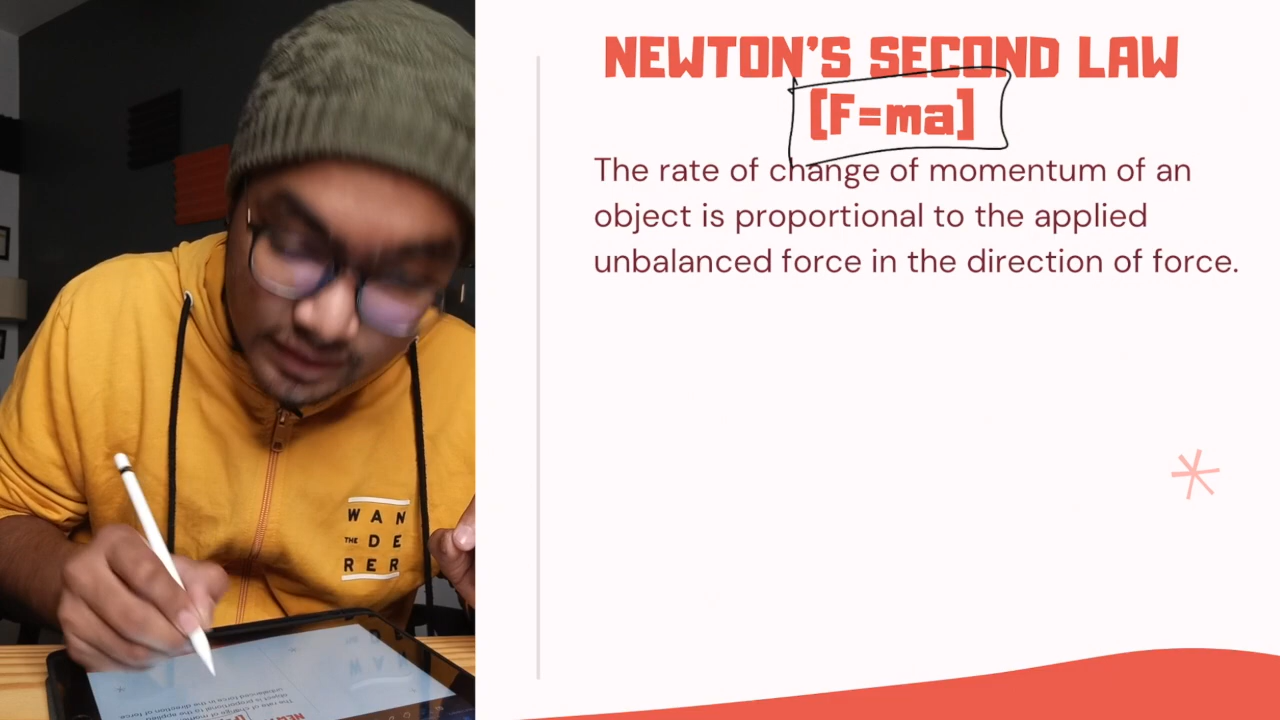 NEWTON'S SECOND LAW
[F=ma]
The rate of change of momentum of an
object is proportional to the applied
unbalanced force in the direction of force.
WAN
THE DE
RER